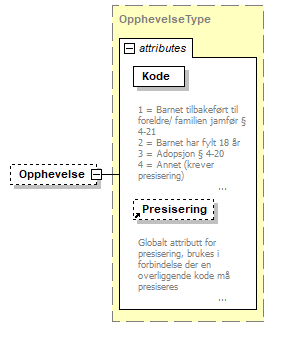 OpphevelseType
attributes
Kode
1 = Barnet tilbakeført til
foreldre/ familien jamfør §
4-21
2 = Barnet har fylt 18 år
3 = Adopsjon § 4-20
4 = Annet (krever
presisering)
...
Opphevelse
Presisering
Globalt attributt for
presisering, brukes i
forbindelse der en
overliggende kode må
presiseres
...